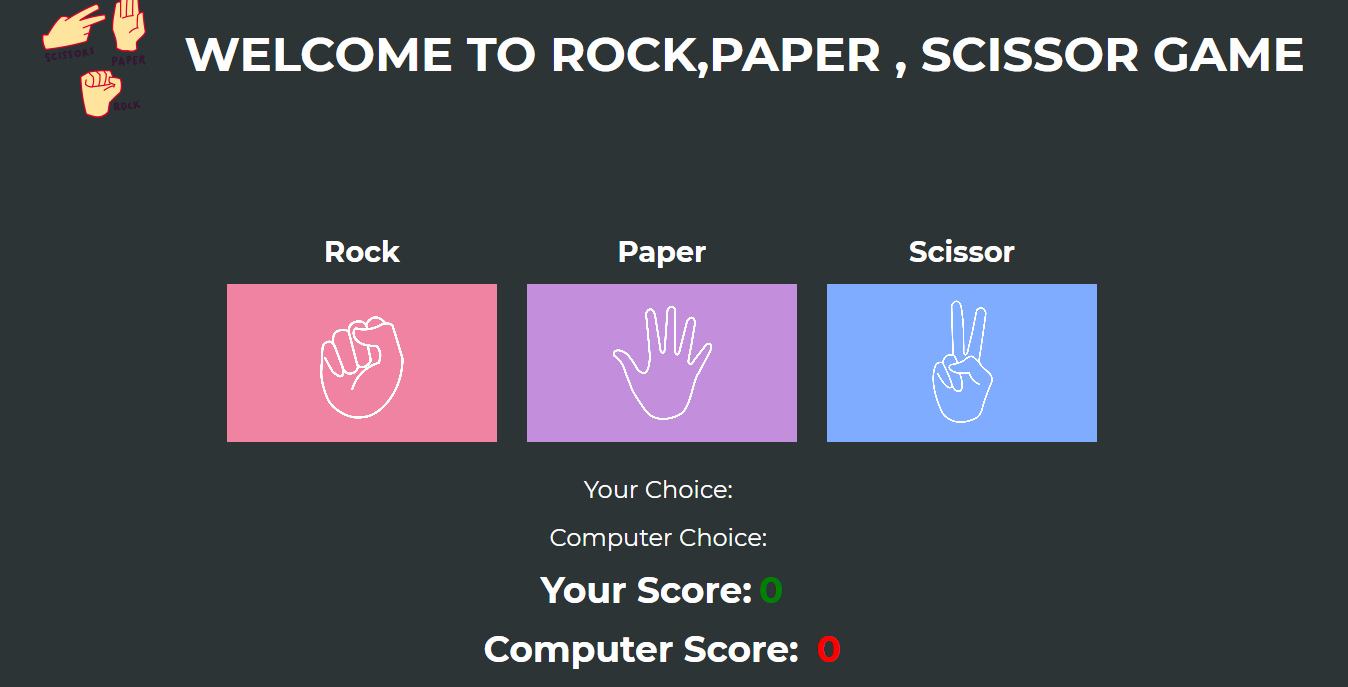 SCISSORS
PAPER
ROCK
WELCOME TO ROCK,PAPER , SCISSOR GAME
Rock
Paper
Scissor
Your Choice:
Computer Choice:
Your Score: 0
Computer Score: 0